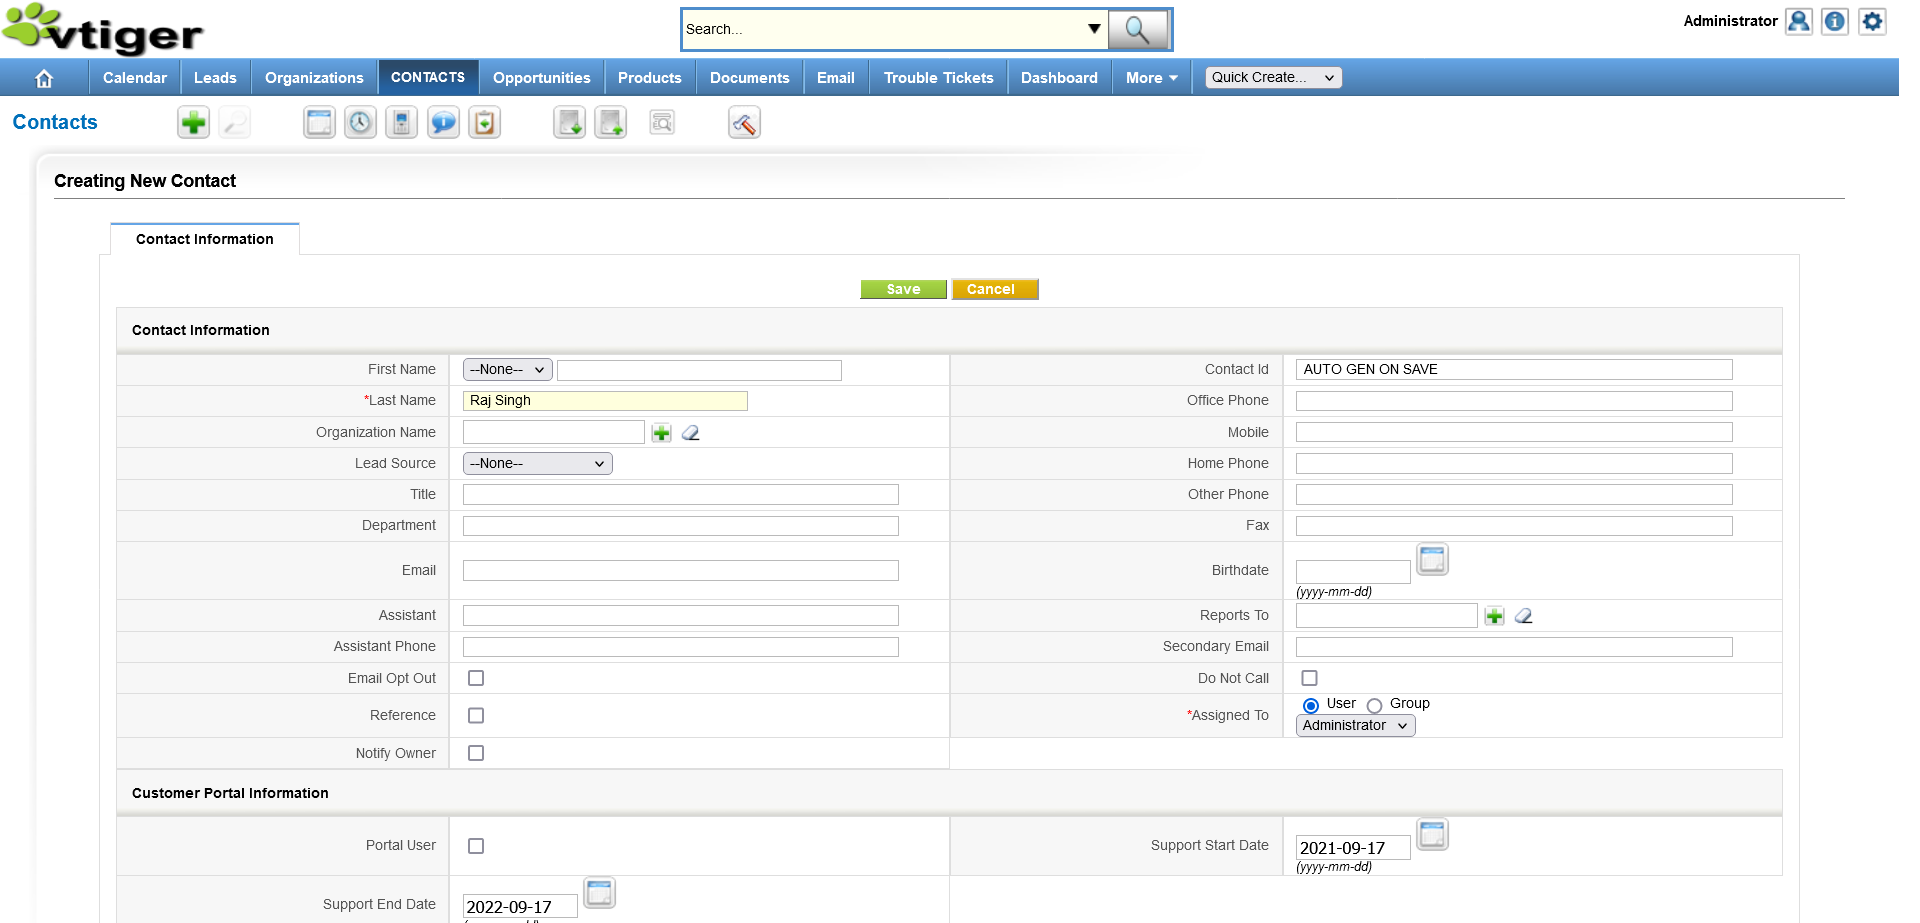 vtiger
Search...
Administrator
Calendar Leads Organizations CONTACTS Opportunities Products Documents Email Trouble Tickets Dashboard More Quick Create...
Contacts
Creating New Contact
Contact Information
Save Cancel
Contact Information
First Name --None-- Contact Id AUTO GEN ON SAVE
*Last Name Raj Singh Office Phone
Organization Name Mobile
Lead Source --None-- Home Phone
Title Other Phone
Department Fax
Email Birthdate
(yyyy-mm-dd)
Assistant Reports To
Assistant Phone Secondary Email
Email Opt Out Do Not Call
Reference *Assigned To User Group
Administrator
Notify Owner
Customer Portal Information
Portal User Support Start Date 2021-09-17
(yyyy-mm-dd)
Support End Date 2022-09-17